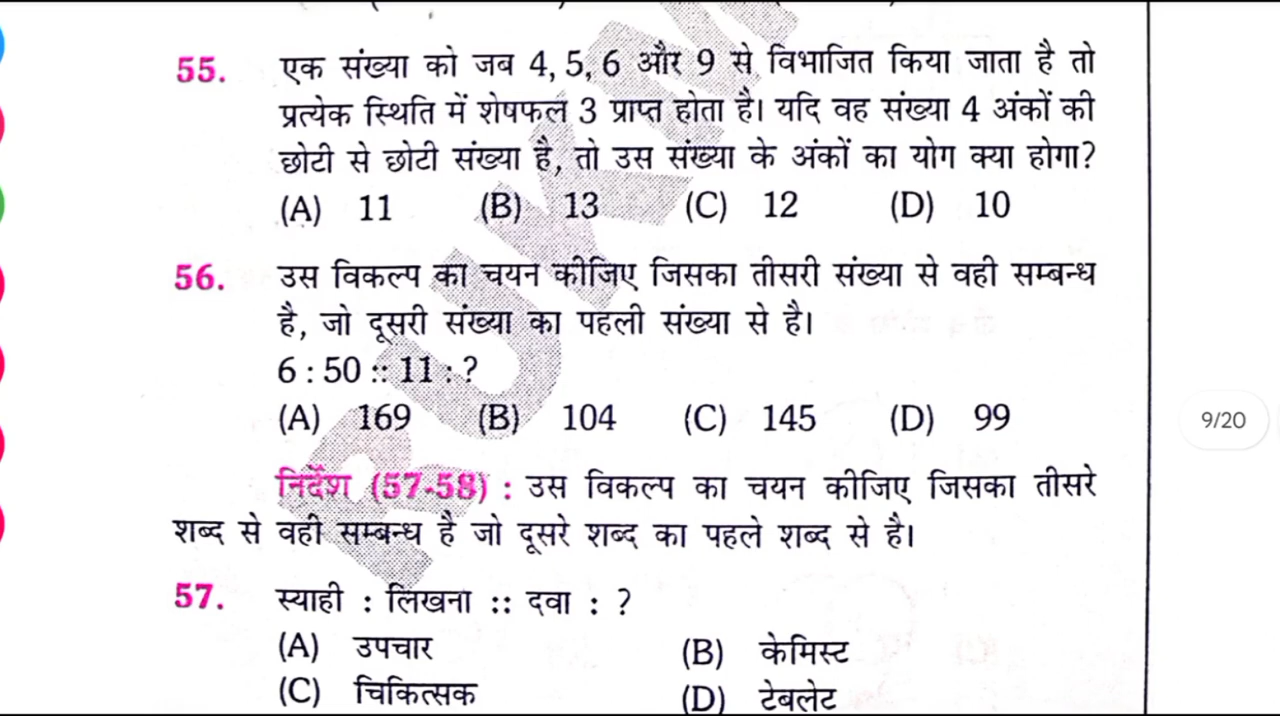 55. एक संख्या को जब 4, 5, 6 और 9 से विभाजित किया जाता है तो
प्रत्येक स्थिति में शेषफल 3 प्राप्त होता है। यदि वह संख्या 4 अंकों की
छोटी से छोटी संख्या है, तो उस संख्या के अंकों का योग क्या होगा?
(A) 11 (B) 13 (C) 12 (D) 10
56. उस विकल्प का चयन कीजिए जिसका तीसरी संख्या से वही सम्बन्ध
है, जो दूसरी संख्या का पहली संख्या से है।
6 : 50 :: 11 : ?
(A) 169 (B) 104 (C) 145 (D) 99
9/20
निर्देश (57-58) : उस विकल्प का चयन कीजिए जिसका तीसरे
शब्द से वही सम्बन्ध है जो दूसरे शब्द का पहले शब्द से है।
57. स्याही : लिखना :: दवा : ?
(A) उपचार (B) केमिस्ट
(C) चिकित्सक (D) टेबलेट